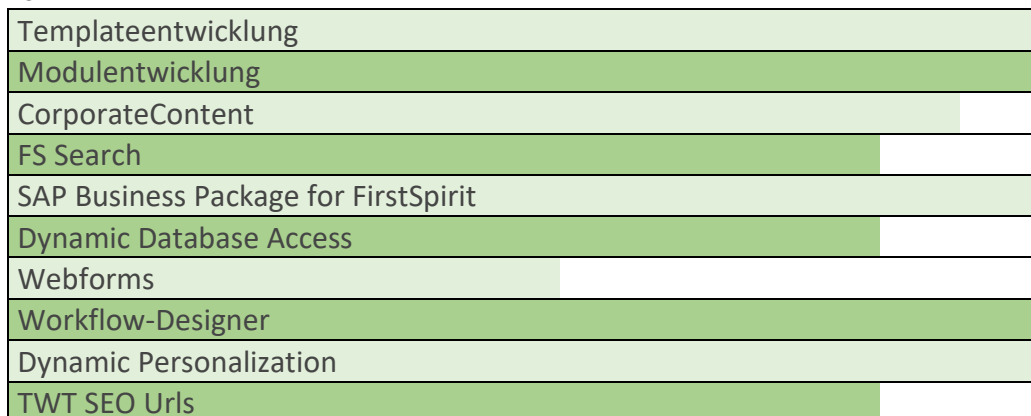 Templateentwicklung
Modulentwicklung
CorporateContent
FS Search
SAP Business Package for FirstSpirit
Dynamic Database Access
Webforms
Workflow-Designer
Dynamic Personalization
TWT SEO Urls